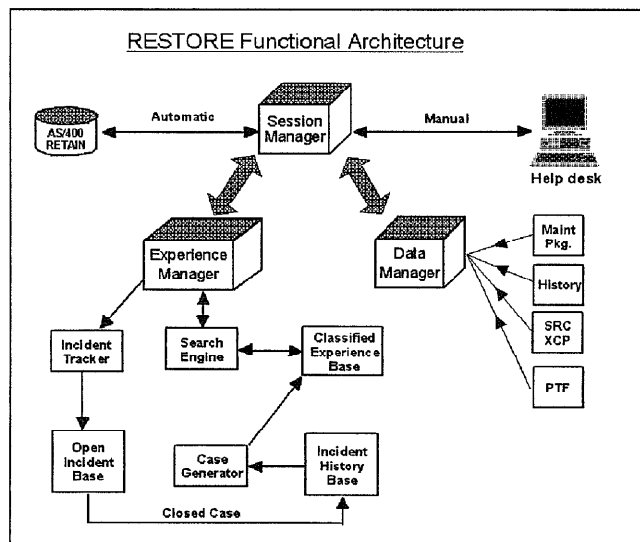 RESTORE Functional Architecture
AS/400
RETAIN
Automatic
Session
Manager
Manual
Help desk
Experience
Manager
Data
Manager
Maint
Pkg.
History
SRC
XCP
PTF
Incident
Tracker
Search
Engine
Classified
Experience
Base
Open
Incident
Base
Case
Generator
Incident
History
Base
Closed Case